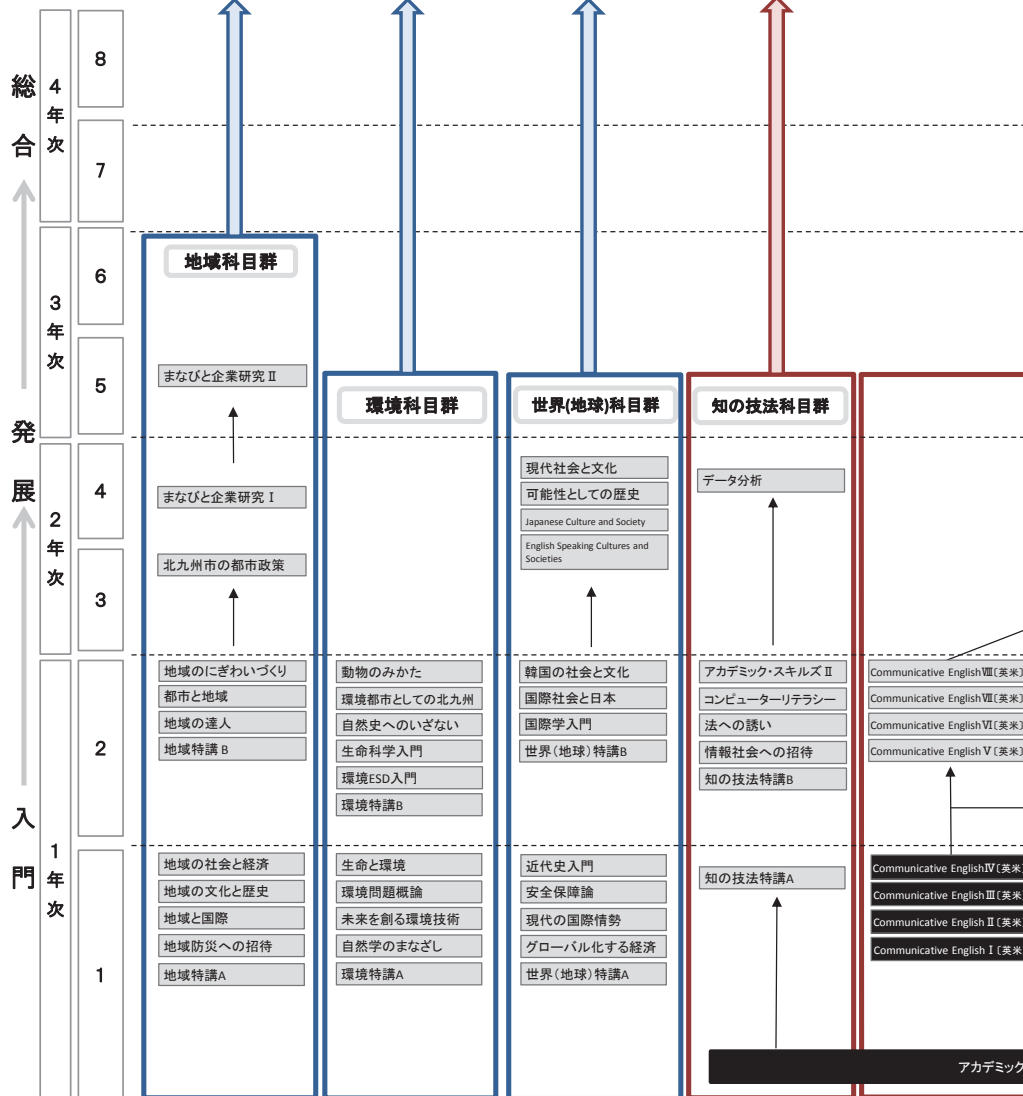 総合
発展
入門
4年次
3年次
2年次
1年次
8
7
6
5
4
3
2
1
地域科目群
まなびと企業研究Ⅱ
まなびと企業研究Ⅰ
北九州市の都市政策
地域のにぎわいづくり
都市と地域
地域の達人
地域特講B
地域の社会と経済
地域の文化と歴史
地域と国際
地域防災への招待
地域特講A
環境科目群
動物のみかた
環境都市としての北九州
自然史へのいざない
生命科学入門
環境ESD入門
環境特講B
生命と環境
環境問題概論
未来を創る環境技術
自然学のまなざし
環境特講A
世界(地球)科目群
現代社会と文化
可能性としての歴史
Japanese Culture and Society
English Speaking Cultures and
Societies
韓国の社会と文化
国際社会と日本
国際学入門
世界(地球)特講B
近代史入門
安全保障論
現代の国際情勢
グローバル化する経済
世界(地球)特講A
知の技法科目群
データ分析
アカデミック・スキルズⅡ
コンピューターリテラシー
法への誘い
情報社会への招待
知の技法特講B
知の技法特講A
Communicative EnglishⅧ〔英米〕
Communicative EnglishⅦ〔英米〕
Communicative EnglishⅥ〔英米〕
Communicative English Ⅴ〔英米〕
Communicative EnglishⅣ〔英米
Communicative EnglishⅢ〔英米
Communicative English Ⅱ〔英米
Communicative English Ⅰ〔英米
アカデミック